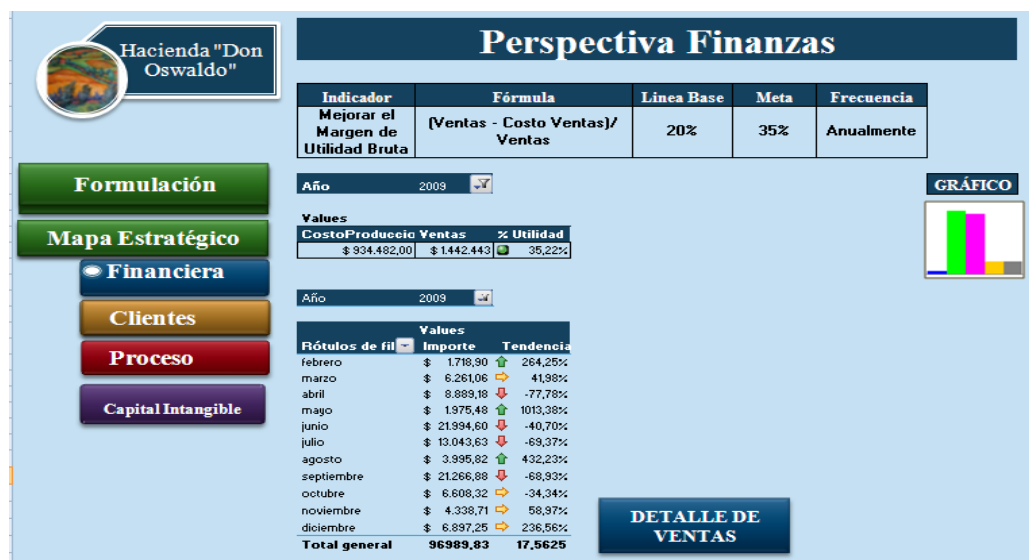 Hacienda "Don
Oswaldo"
Perspectiva Finanzas
Indicador Fórmula Linea Base Meta Frecuencia
Mejorar el
Margen de
Utilidad Bruta
(Ventas - Costo Ventas)/
Ventas
20% 35% Anualmente
Formulación
Mapa Estratégico
Financiera
Clientes
Proceso
Capital Intangible
Año 2009
Values
CostoProduccio Ventas % Utilidad
$ 934.482,00 $ 1.442.443 35,22%
GRÁFICO
Año 2009
Values
Rótulos de fil Importe Tendencia
febrero $ 1.718,90 264,25%
marzo $ 6.261,06 41,98%
abril $ 8.889,18 -77,78%
mayo $ 1.975,48 1013,38%
junio $ 21.994,60 -40,70%
julio $ 13.043,63 -69,37%
agosto $ 3.995,82 432,23%
septiembre $ 21.266,88 -68,93%
octubre $ 6.608,32 -34,34%
noviembre $ 4.338,71 58,97%
diciembre $ 6.897,25 236,56%
Total general 96989,83 17,5625
DETALLE DE
VENTAS